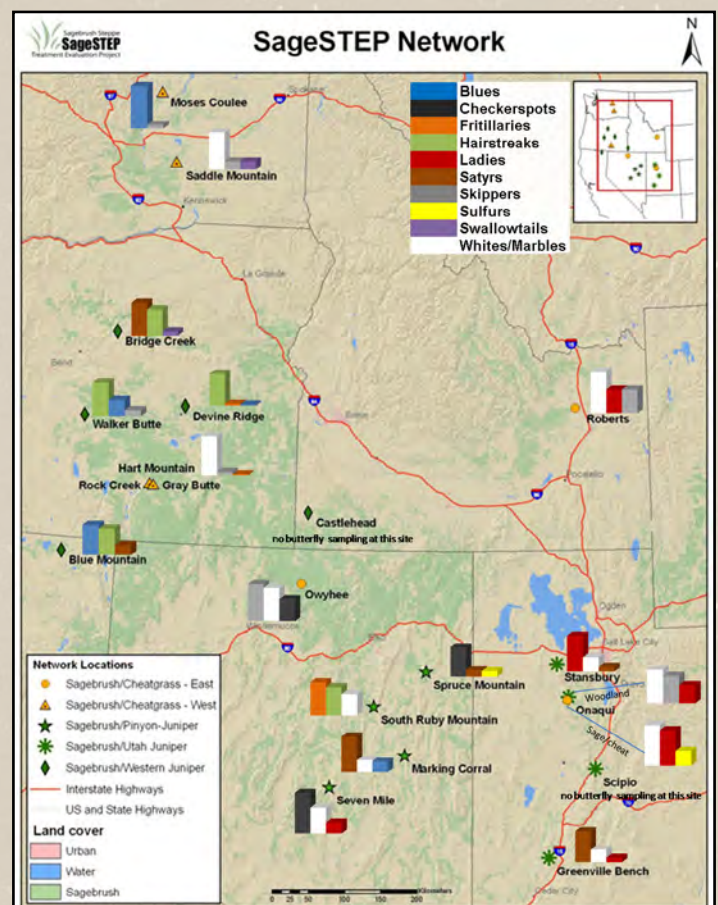 Sagebrush Steppe
SageSTEP
Treatment Evaluation Project
SageSTEP Network
N
Blues
Checkerspots
Fritillaries
Hairstreaks
Ladies
Satyrs
Skippers
Sulfurs
Swallowtails
Whites/Marbles
Moses Coulee
Saddle Mountain
Kennewick
La Grande
Bridge Creek
Bend
Walker Butte
Devine Ridge
Boise
Roberts
Pocatello
Hart Mountain
Rock Creek
Gray Butte
Castlehead
no butterfly sampling at this site
Blue Mountain
Owyhee
Winnemucca
Ogden
Salt Lake City
Spruce Mountain
Stansbury
Woodland
Onaqui
South Ruby Mountain
Sage/cheat
Marking Corral
Scipio
no butterfly sampling at this site
Seven Mile
Greenville Bench
Cedar City
Network Locations
Sagebrush/Cheatgrass - East
Sagebrush/Cheatgrass - West
Sagebrush/Pinyon-Juniper
Sagebrush/Utah Juniper
Sagebrush/Western Juniper
Interstate Highways
US and State Highways
Land cover
Urban
Water
Sagebrush
Kilometers
0 25 50 100 150 200